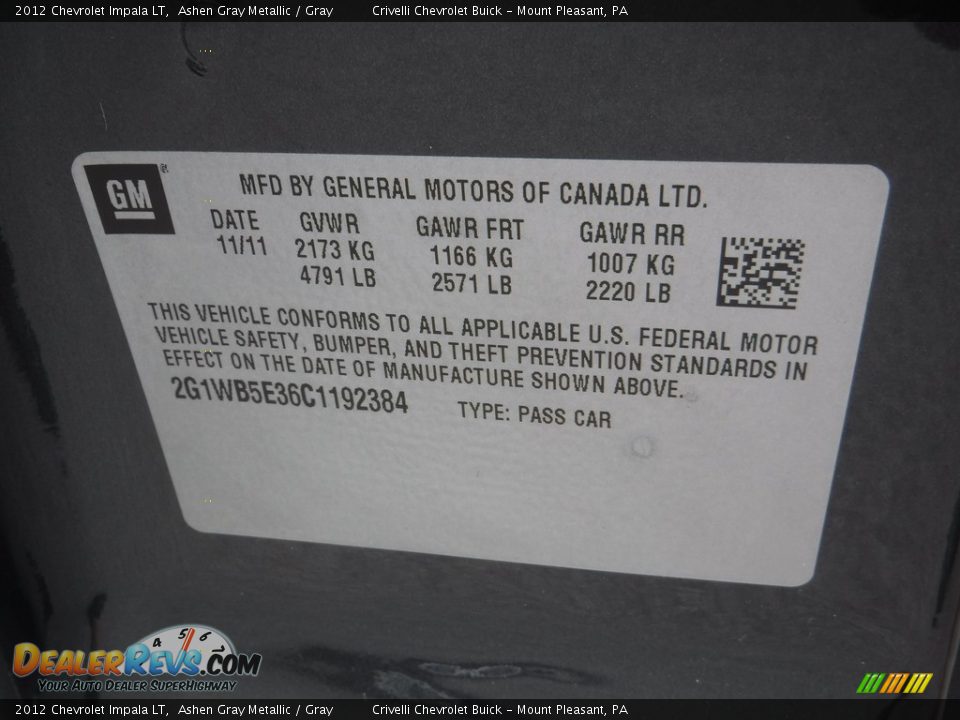 2012 Chevrolet Impala LT, Ashen Gray Metallic / Gray Crivelli Chevrolet Buick - Mount Pleasant, PA
GM
MFD BY GENERAL MOTORS OF CANADA LTD.
DATE GVWR GAWR FRT GAWR RR
11/11 2173 KG 1166 KG 1007 KG
4791 LB 2571 LB 2220 LB
THIS VEHICLE CONFORMS TO ALL APPLICABLE U.S. FEDERAL MOTOR
VEHICLE SAFETY, BUMPER, AND THEFT PREVENTION STANDARDS IN
EFFECT ON THE DATE OF MANUFACTURE SHOWN ABOVE.
2G1WB5E36C1192384 TYPE: PASS CAR
4 5 6
DealerRevs.com
Your Auto Dealer SuperHighway
2012 Chevrolet Impala LT, Ashen Gray Metallic / Gray Crivelli Chevrolet Buick - Mount Pleasant, PA